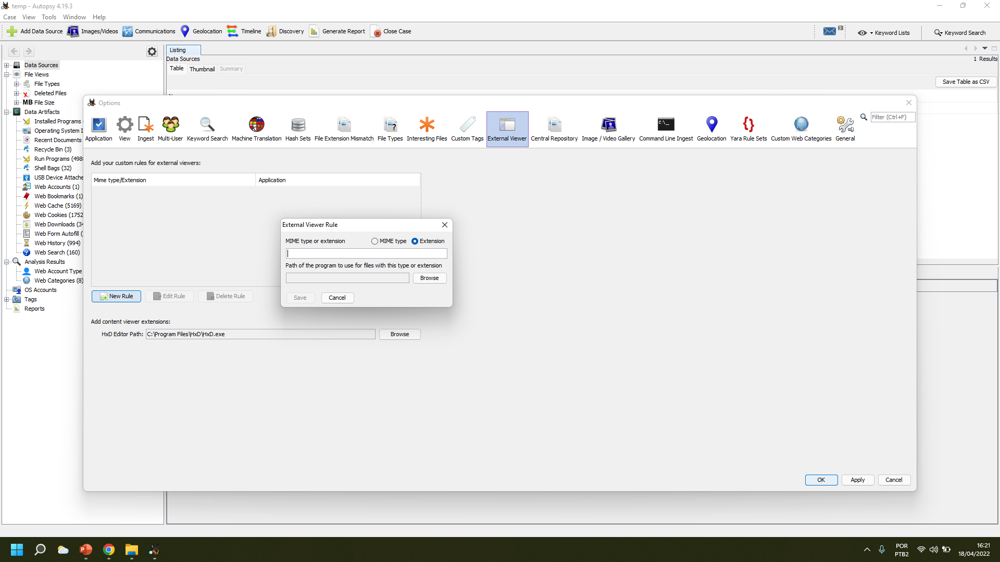 temp - Autopsy 4.19.3
Case View Tools Window Help
Add Data Source Images/Videos Communications Geolocation Timeline Discovery Generate Report Close Case 3 Keyword Lists Keyword Search
Listing
Data Sources
1 Results
Table Thumbnail Summary
Save Table as CSV
Data Sources
File Views
File Types
Deleted Files
MB File Size
Data Artifacts
Installed Programs
Operating System I
Recent Documents
Recycle Bin (3)
Run Programs (498
Shell Bags (32)
USB Device Attache
Web Accounts (1)
Web Bookmarks (1)
Web Cache (5169)
Web Cookies (1752
Web Downloads (34
Web Form Autofill (
Web History (994)
Web Search (160)
Analysis Results
Web Account Type
Web Categories (8)
OS Accounts
Tags
Reports
Options
Filter (Ctrl+F)
Application View Ingest Multi-User Keyword Search Machine Translation Hash Sets File Extension Mismatch File Types Interesting Files Custom Tags External Viewer Central Repository Image / Video Gallery Command Line Ingest Geolocation Yara Rule Sets Custom Web Categories General
Add your custom rules for external viewers:
Mime type/Extension Application
New Rule Edit Rule Delete Rule
Add content viewer extensions:
HxD Editor Path: C:\Program Files\HxD\HxD.exe Browse
External Viewer Rule
MIME type or extension MIME type Extension
Path of the program to use for files with this type or extension
Browse
Save Cancel
OK Apply Cancel
POR
PTB2
16:21
18/04/2022